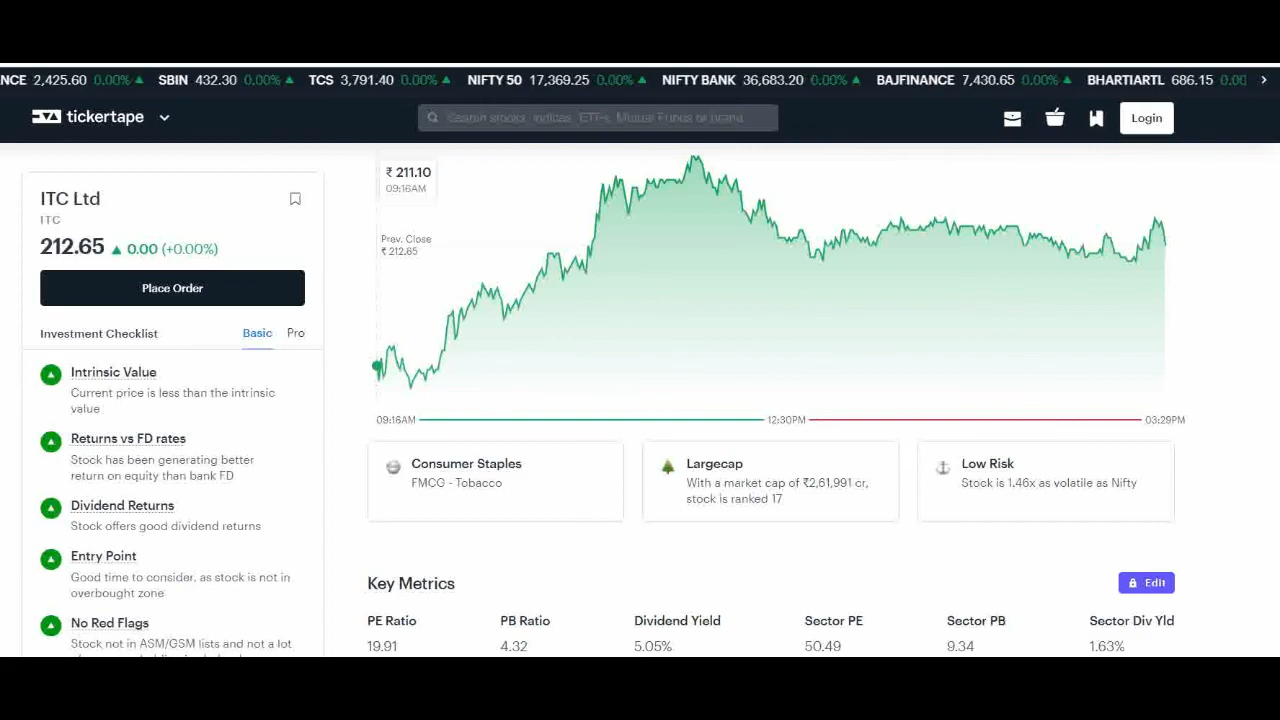 NCE 2,425.60 0.00% SBIN 432.30 0.00% TCS 3,791.40 0.00% NIFTY 50 17,369.25 0.00% NIFTY BANK 36,683.20 0.00% BAJFINANCE 7,430.65 0.00% BHARTIARTL 686.15 0.00
tickertape
Search stocks, indices, ETFs, Mutual Funds or brand
Login
ITC Ltd
ITC
212.65 0.00 (+0.00%)
Place Order
Investment Checklist Basic Pro
Intrinsic Value
Current price is less than the intrinsic
value
Returns vs FD rates
Stock has been generating better
return on equity than bank FD
Dividend Returns
Stock offers good dividend returns
Entry Point
Good time to consider, as stock is not in
overbought zone
No Red Flags
Stock not in ASM/GSM lists and not a lot
₹ 211.10
09:16AM
Prev. Close
₹ 212.65
09:16AM 12:30PM 03:29PM
Consumer Staples
FMCG - Tobacco
Largecap
With a market cap of ₹2,61,991 cr,
stock is ranked 17
Low Risk
Stock is 1.46x as volatile as Nifty
Key Metrics
Edit
PE Ratio PB Ratio Dividend Yield Sector PE Sector PB Sector Div Yld
19.91 4.32 5.05% 50.49 9.34 1.63%